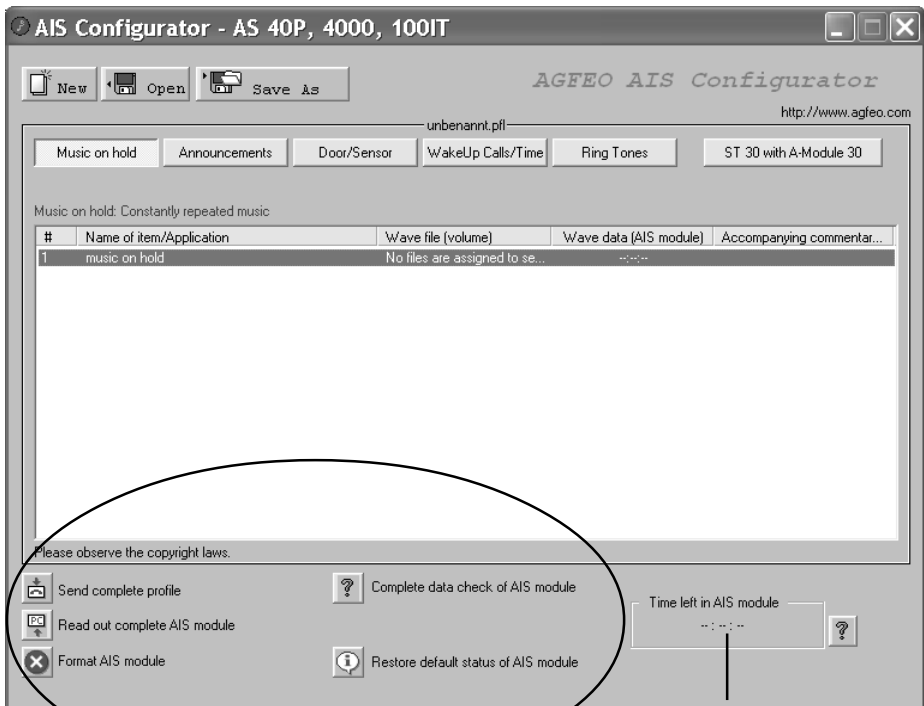 AIS Configurator - AS 40P, 4000, 100IT
New Open Save As
AGFEO AIS Configurator
http://www.agfeo.com
unbenannt.pfl
Music on hold Announcements Door/Sensor WakeUp Calls/Time Ring Tones ST 30 with A-Module 30
Music on hold: Constantly repeated music
# Name of item/Application Wave file (volume) Wave data (AIS module) Accompanying commentar...
1 music on hold No files are assigned to se... --:--:--
Please observe the copyright laws.
Send complete profile
? Complete data check of AIS module
Time left in AIS module
PC Read out complete AIS module
-- : -- : -- ?
Format AIS module
Restore default status of AIS module